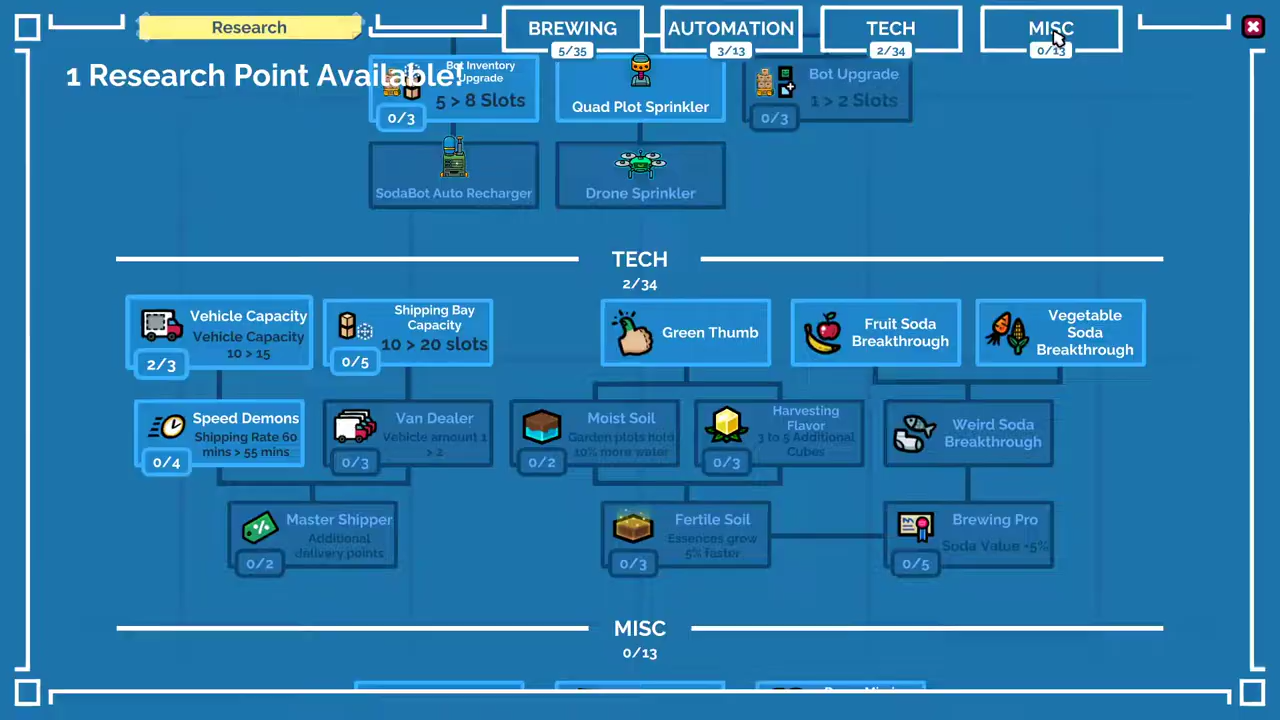 Research
BREWING
5/35
AUTOMATION
3/13
TECH
2/34
MISC
0/13
1 Research Point Available!
Bot Inventory
Upgrade
5 > 8 Slots
0/3
Quad Plot Sprinkler
Bot Upgrade
1 > 2 Slots
0/3
SodaBot Auto Recharger
Drone Sprinkler
TECH
2/34
Vehicle Capacity
Vehicle Capacity
10 > 15
2/3
Shipping Bay
Capacity
10 > 20 slots
0/5
Green Thumb
Fruit Soda
Breakthrough
Vegetable
Soda
Breakthrough
Speed Demons
Shipping Rate 60
mins > 55 mins
0/4
Van Dealer
Vehicle amount 1
> 2
0/3
Moist Soil
Garden plots hold
10% more water
0/2
Harvesting
Flavor
3 to 5 Additional
Cubes
0/3
Weird Soda
Breakthrough
Master Shipper
Additional
delivery points
0/2
Fertile Soil
Essences grow
5% faster
0/3
Brewing Pro
Soda Value +5%
0/5
MISC
0/13